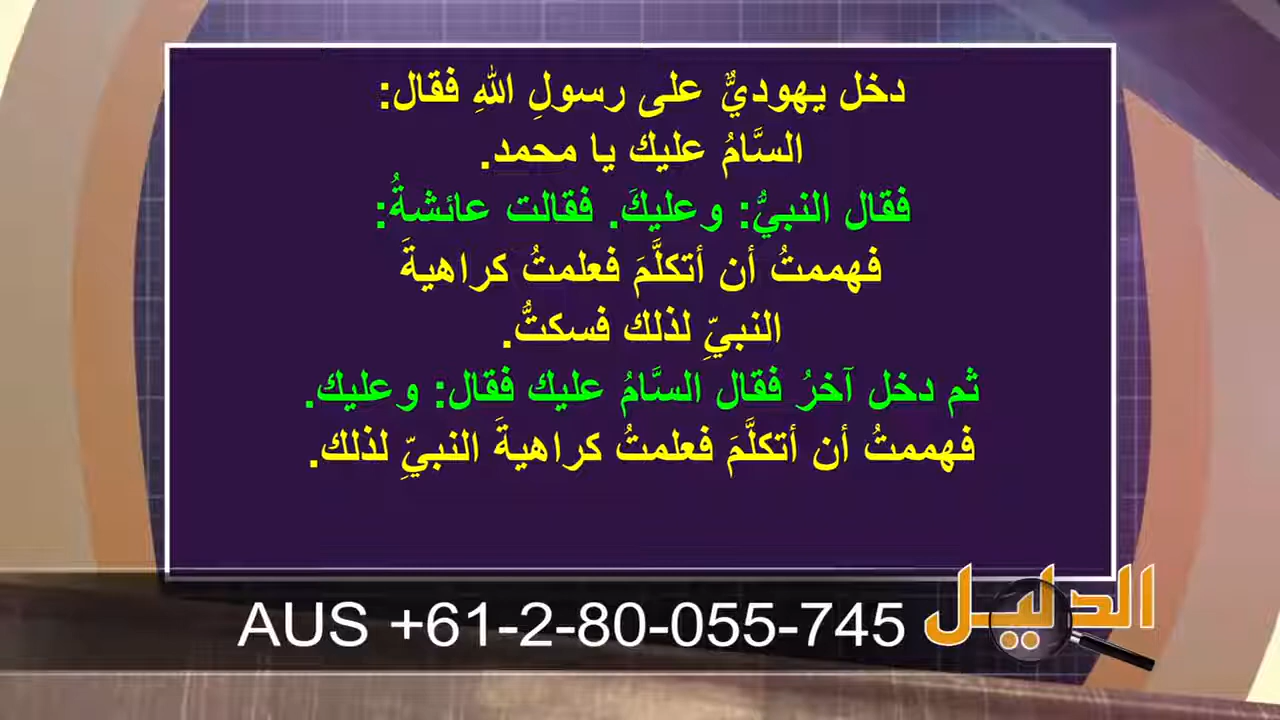 دخل يهوديٌّ على رسولِ اللهِ فقال:
السَّامُ عليك يا محمد.
فقال النبيُّ: وعليكَ. فقالت عائشةُ:
فهممتُ أن أتكلَّمَ فعلمتُ كراهيةَ
النبيِّ لذلك فسكتُّ.
ثم دخل آخرُ فقال السَّامُ عليك فقال: وعليك.
فهممتُ أن أتكلَّمَ فعلمتُ كراهيةَ النبيِّ لذلك.
AUS +61-2-80-055-745
الدليل